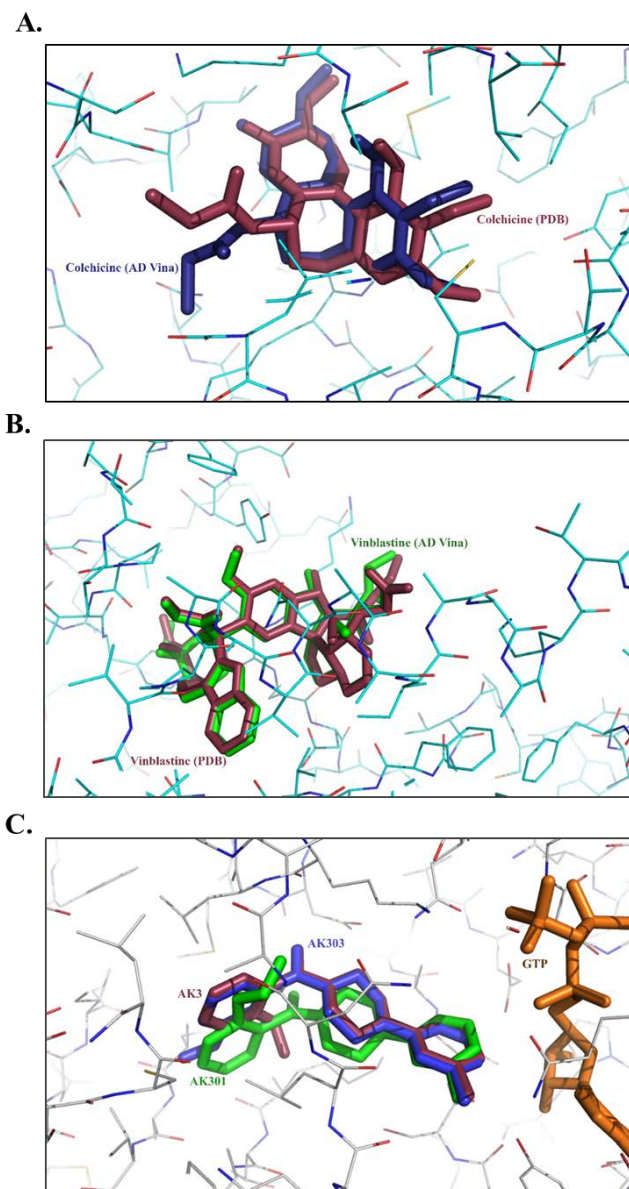 A.
Colchicine (PDB)
Colchicine (AD Vina)
B.
Vinblastine (AD Vina)
Vinblastine (PDB)
C.
AK303
GTP
AK3
AK301